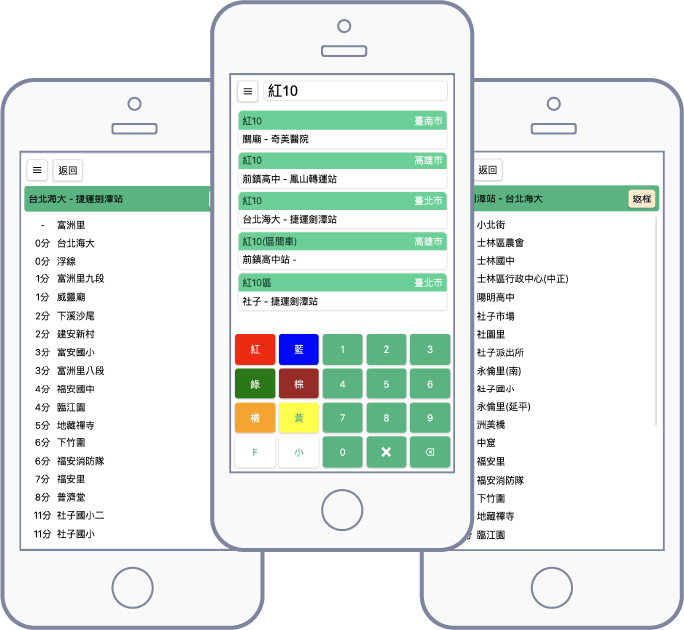 返回
台北海大 - 捷運劍潭站
- 富洲里
0分 台北海大
0分 浮線
1分 富洲里九段
1分 威靈廟
2分 下溪沙尾
2分 建安新村
3分 富安國小
3分 富洲里八段
4分 福安國中
4分 臨江園
5分 地藏禪寺
6分 下竹圍
6分 福安消防隊
7分 福安里
8分 普濟堂
11分 社子國小二
11分 社子國小
紅10
紅10 臺南市
關廟 - 奇美醫院
紅10 高雄市
前鎮高中 - 鳳山轉運站
紅10 臺北市
台北海大 - 捷運劍潭站
紅10(區間車) 高雄市
前鎮高中站 -
紅10區 臺北市
社子 - 捷運劍潭站
紅 藍 1 2 3
綠 棕 4 5 6
橘 黃 7 8 9
F 小 0
返回
潭站 - 台北海大 返程
小北街
士林區農會
士林國中
士林區行政中心(中正)
陽明高中
社子市場
社園里
社子派出所
永倫里(南)
社子國小
永倫里(延平)
洲美橋
中窟
福安里
福安消防隊
下竹圍
地藏禪寺
臨江園